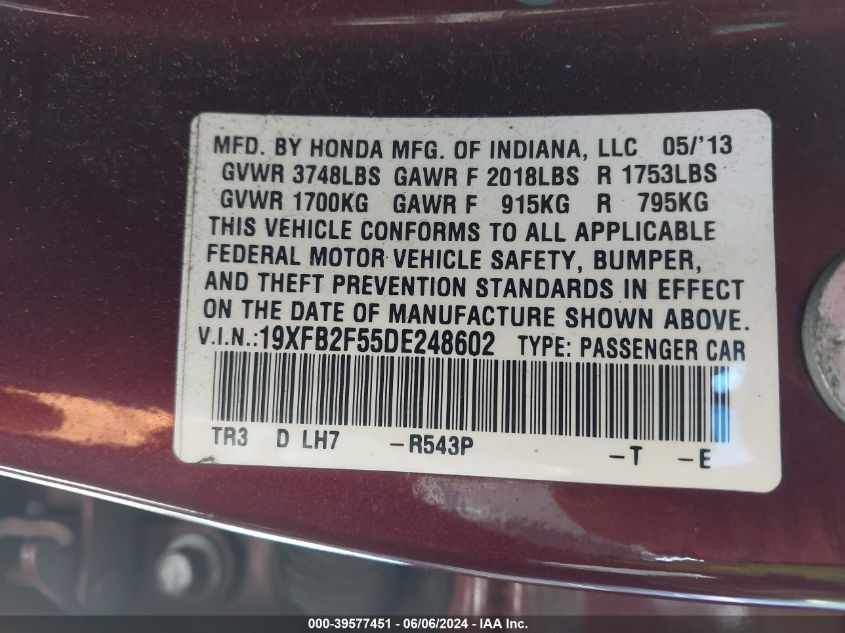 MFD. BY HONDA MFG. OF INDIANA, LLC 05/'13
GVWR 3748LBS GAWR F 2018LBS R 1753LBS
GVWR 1700KG GAWR F 915KG R 795KG
THIS VEHICLE CONFORMS TO ALL APPLICABLE
FEDERAL MOTOR VEHICLE SAFETY, BUMPER,
AND THEFT PREVENTION STANDARDS IN EFFECT
ON THE DATE OF MANUFACTURE SHOWN ABOVE.
V.I.N.:19XFB2F55DE248602 TYPE: PASSENGER CAR
TR3 D LH7 -R543P -T -E
000-39577451 - 06/06/2024 - IAA Inc.